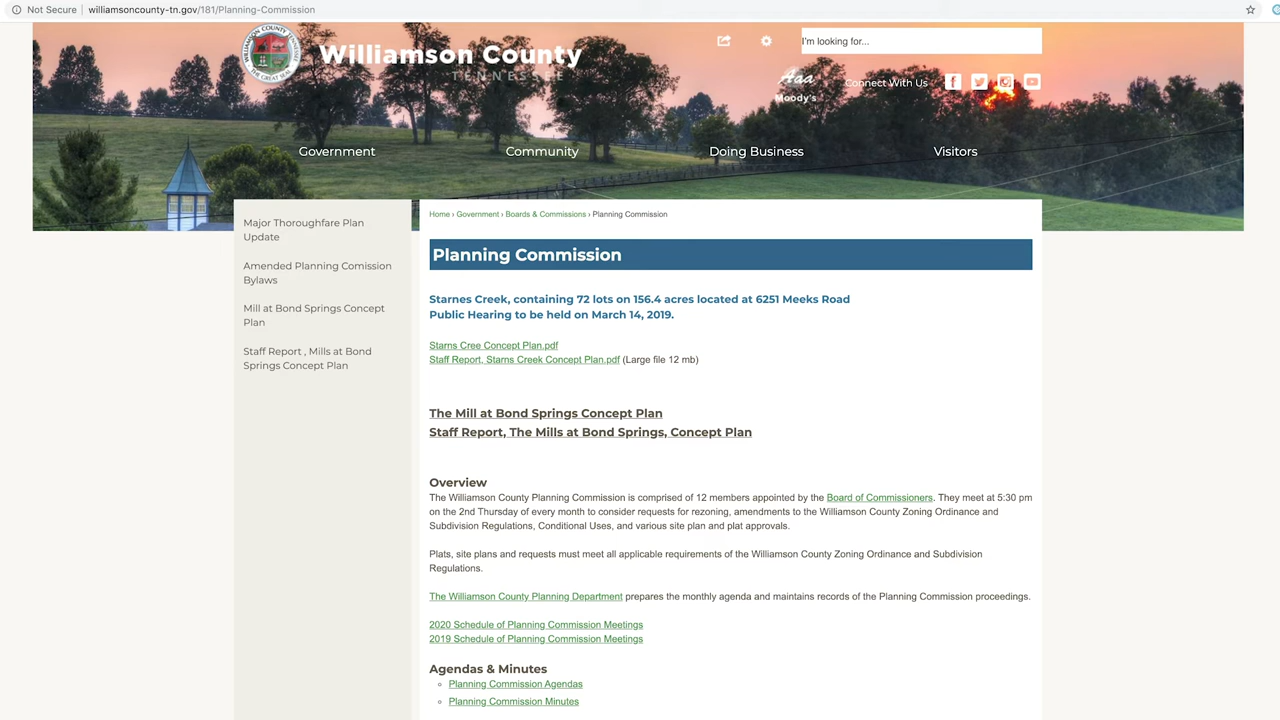 Not Secure williamsoncounty-tn.gov/181/Planning-Commission
Williamson County
TENNESSEE
I'm looking for...
Aaa
Moody's
Connect With Us
Government Community Doing Business Visitors
Major Thoroughfare Plan
Update
Amended Planning Comission
Bylaws
Mill at Bond Springs Concept
Plan
Staff Report , Mills at Bond
Springs Concept Plan
Home › Government › Boards & Commissions › Planning Commission
Planning Commission
Starnes Creek, containing 72 lots on 156.4 acres located at 6251 Meeks Road
Public Hearing to be held on March 14, 2019.
Starns Cree Concept Plan.pdf
Staff Report, Starns Creek Concept Plan.pdf (Large file 12 mb)
The Mill at Bond Springs Concept Plan
Staff Report, The Mills at Bond Springs, Concept Plan
Overview
The Williamson County Planning Commission is comprised of 12 members appointed by the Board of Commissioners. They meet at 5:30 pm
on the 2nd Thursday of every month to consider requests for rezoning, amendments to the Williamson County Zoning Ordinance and
Subdivision Regulations, Conditional Uses, and various site plan and plat approvals.
Plats, site plans and requests must meet all applicable requirements of the Williamson County Zoning Ordinance and Subdivision
Regulations.
The Williamson County Planning Department prepares the monthly agenda and maintains records of the Planning Commission proceedings.
2020 Schedule of Planning Commission Meetings
2019 Schedule of Planning Commission Meetings
Agendas & Minutes
Planning Commission Agendas
Planning Commission Minutes